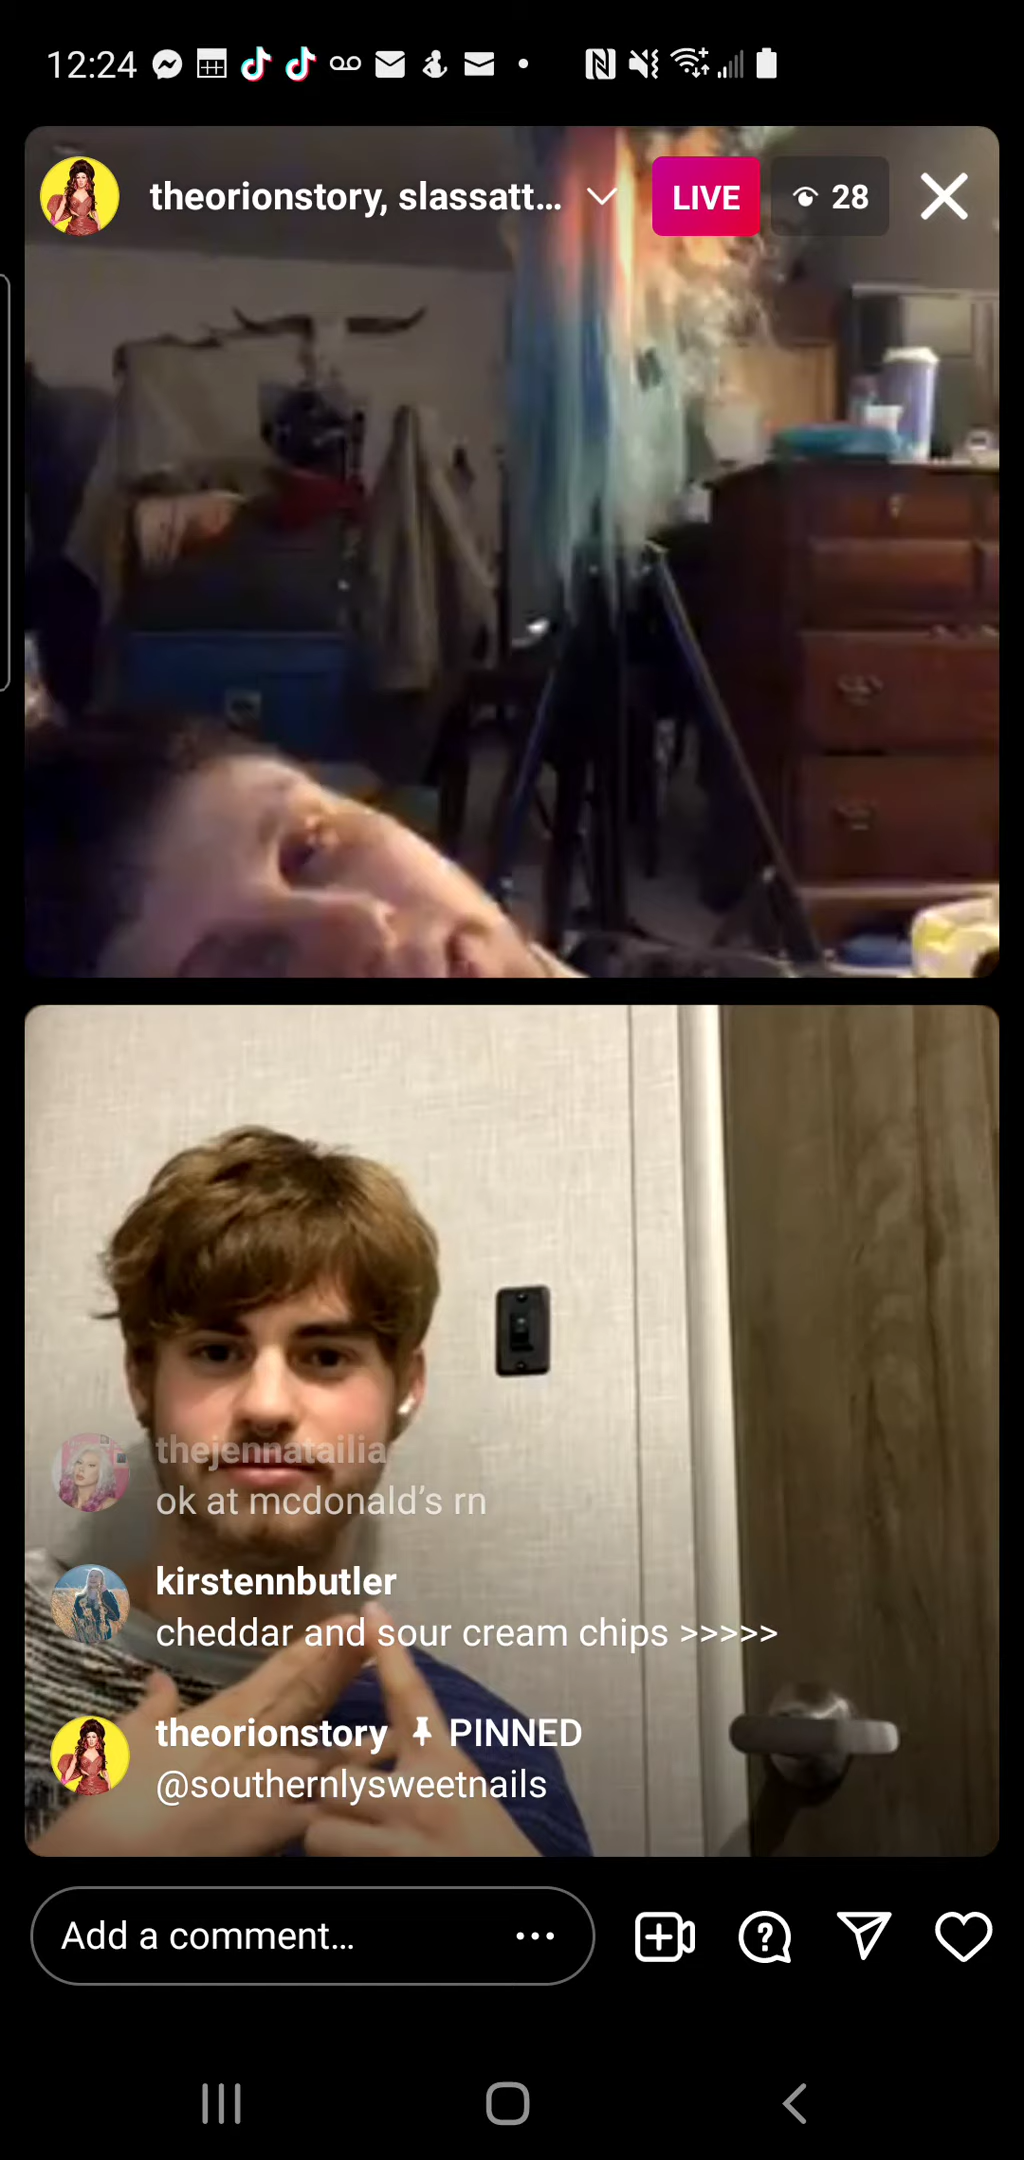 12:24
theorionstory, slassatt...
LIVE
28
thejennatailia
ok at mcdonald's rn
kirstennbutler
cheddar and sour cream chips >>>>>
theorionstory PINNED
@southernlysweetnails
Add a comment...